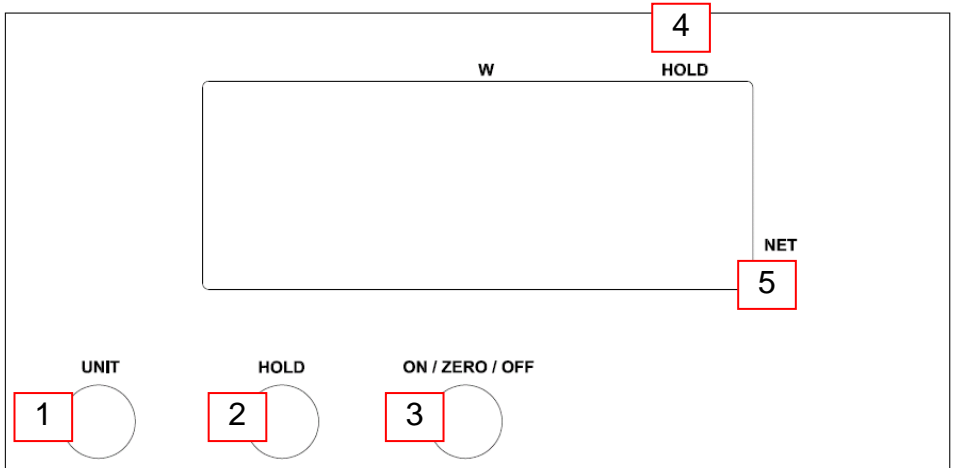 4
W HOLD
NET
5
UNIT HOLD ON / ZERO / OFF
1 2 3